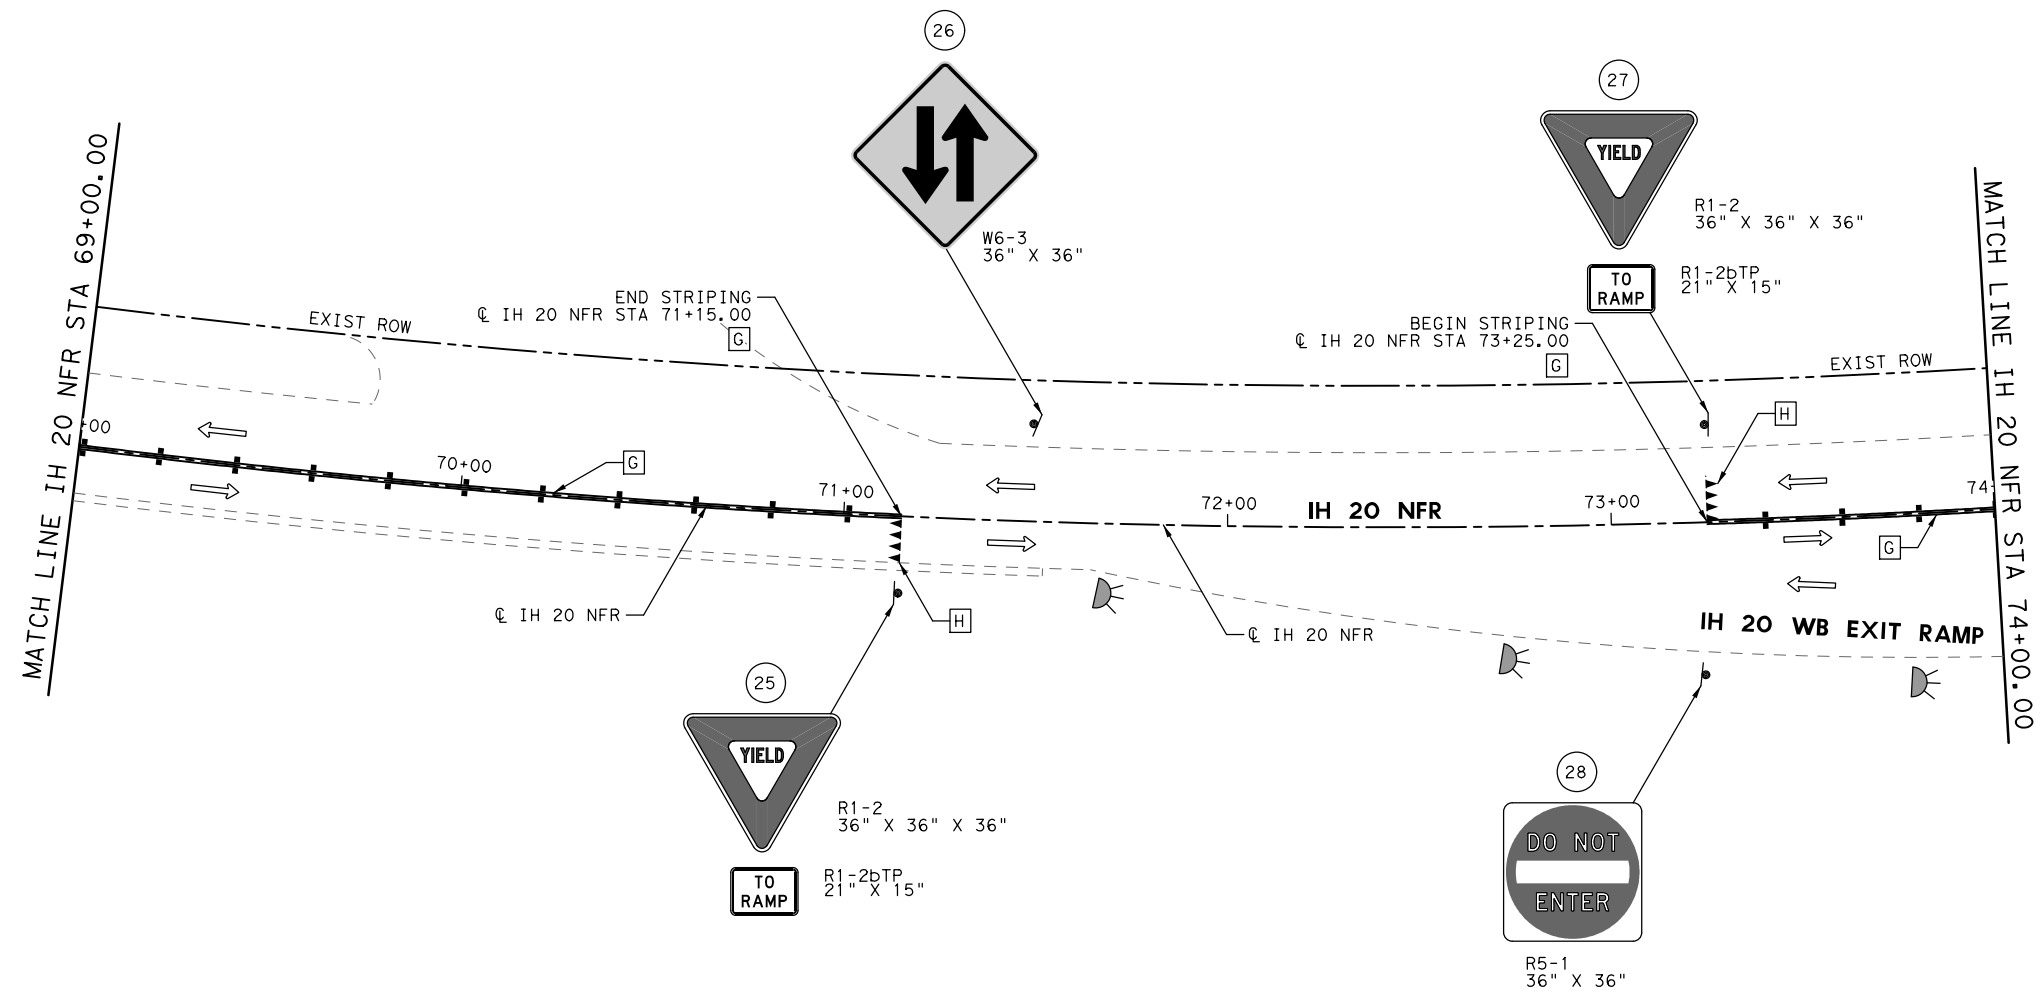 26
27
R1-2
36" X 36" X 36"
YIELD
R1-2bTP
21" X 15"
TO
RAMP
W6-3
36" X 36"
MATCH LINE IH 20 NFR STA 69+00.00
MATCH LINE IH 20 NFR STA 74+00.00
END STRIPING
℄ IH 20 NFR STA 71+15.00
G
EXIST ROW
BEGIN STRIPING
℄ IH 20 NFR STA 73+25.00
G
EXIST ROW
H
+00
70+00
G
71+00
72+00
IH 20 NFR
73+00
74
G
℄ IH 20 NFR
H
℄ IH 20 NFR
IH 20 WB EXIT RAMP
25
YIELD
R1-2
36" X 36" X 36"
TO
RAMP
R1-2bTP
21" X 15"
28
DO NOT
ENTER
R5-1
36" X 36"